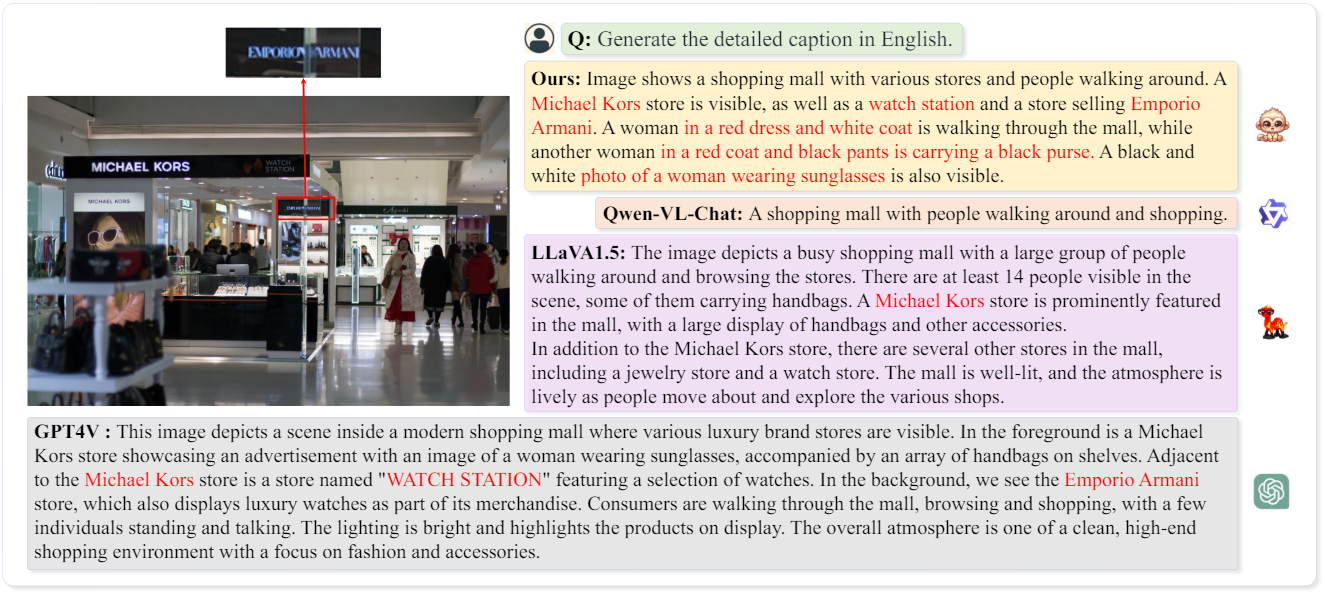 EMPORIO ARMANI
MICHAEL KORS
WATCH
STATION
MICHAEL KORS
EMPORIO ARMANI
Q: Generate the detailed caption in English.
Ours: Image shows a shopping mall with various stores and people walking around. A
Michael Kors store is visible, as well as a watch station and a store selling Emporio
Armani. A woman in a red dress and white coat is walking through the mall, while
another woman in a red coat and black pants is carrying a black purse. A black and
white photo of a woman wearing sunglasses is also visible.
Qwen-VL-Chat: A shopping mall with people walking around and shopping.
LLaVA1.5: The image depicts a busy shopping mall with a large group of people
walking around and browsing the stores. There are at least 14 people visible in the
scene, some of them carrying handbags. A Michael Kors store is prominently featured
in the mall, with a large display of handbags and other accessories.
In addition to the Michael Kors store, there are several other stores in the mall,
including a jewelry store and a watch store. The mall is well-lit, and the atmosphere is
lively as people move about and explore the various shops.
GPT4V : This image depicts a scene inside a modern shopping mall where various luxury brand stores are visible. In the foreground is a Michael
Kors store showcasing an advertisement with an image of a woman wearing sunglasses, accompanied by an array of handbags on shelves. Adjacent
to the Michael Kors store is a store named "WATCH STATION" featuring a selection of watches. In the background, we see the Emporio Armani
store, which also displays luxury watches as part of its merchandise. Consumers are walking through the mall, browsing and shopping, with a few
individuals standing and talking. The lighting is bright and highlights the products on display. The overall atmosphere is one of a clean, high-end
shopping environment with a focus on fashion and accessories.